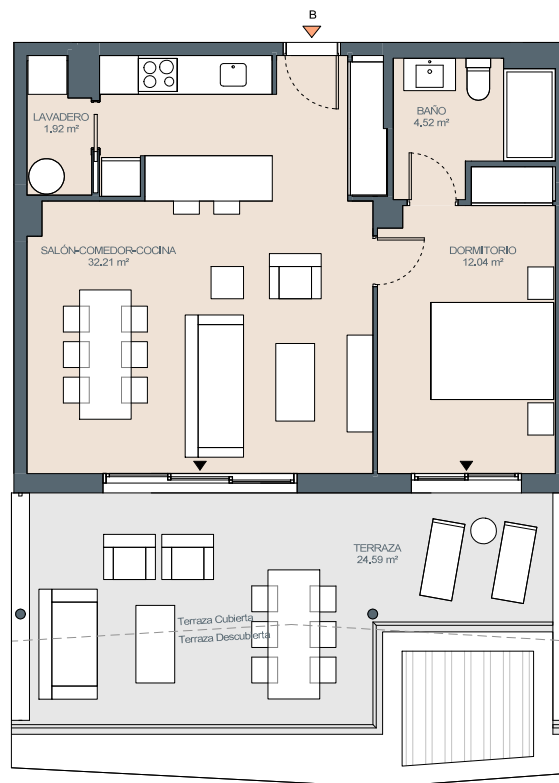 B
LAVADERO
1.92 m²
BAÑO
4.52 m²
SALÓN-COMEDOR-COCINA
32.21 m²
DORMITORIO
12.04 m²
TERRAZA
24.59 m²
Terraza Cubierta
Terraza Descubierta